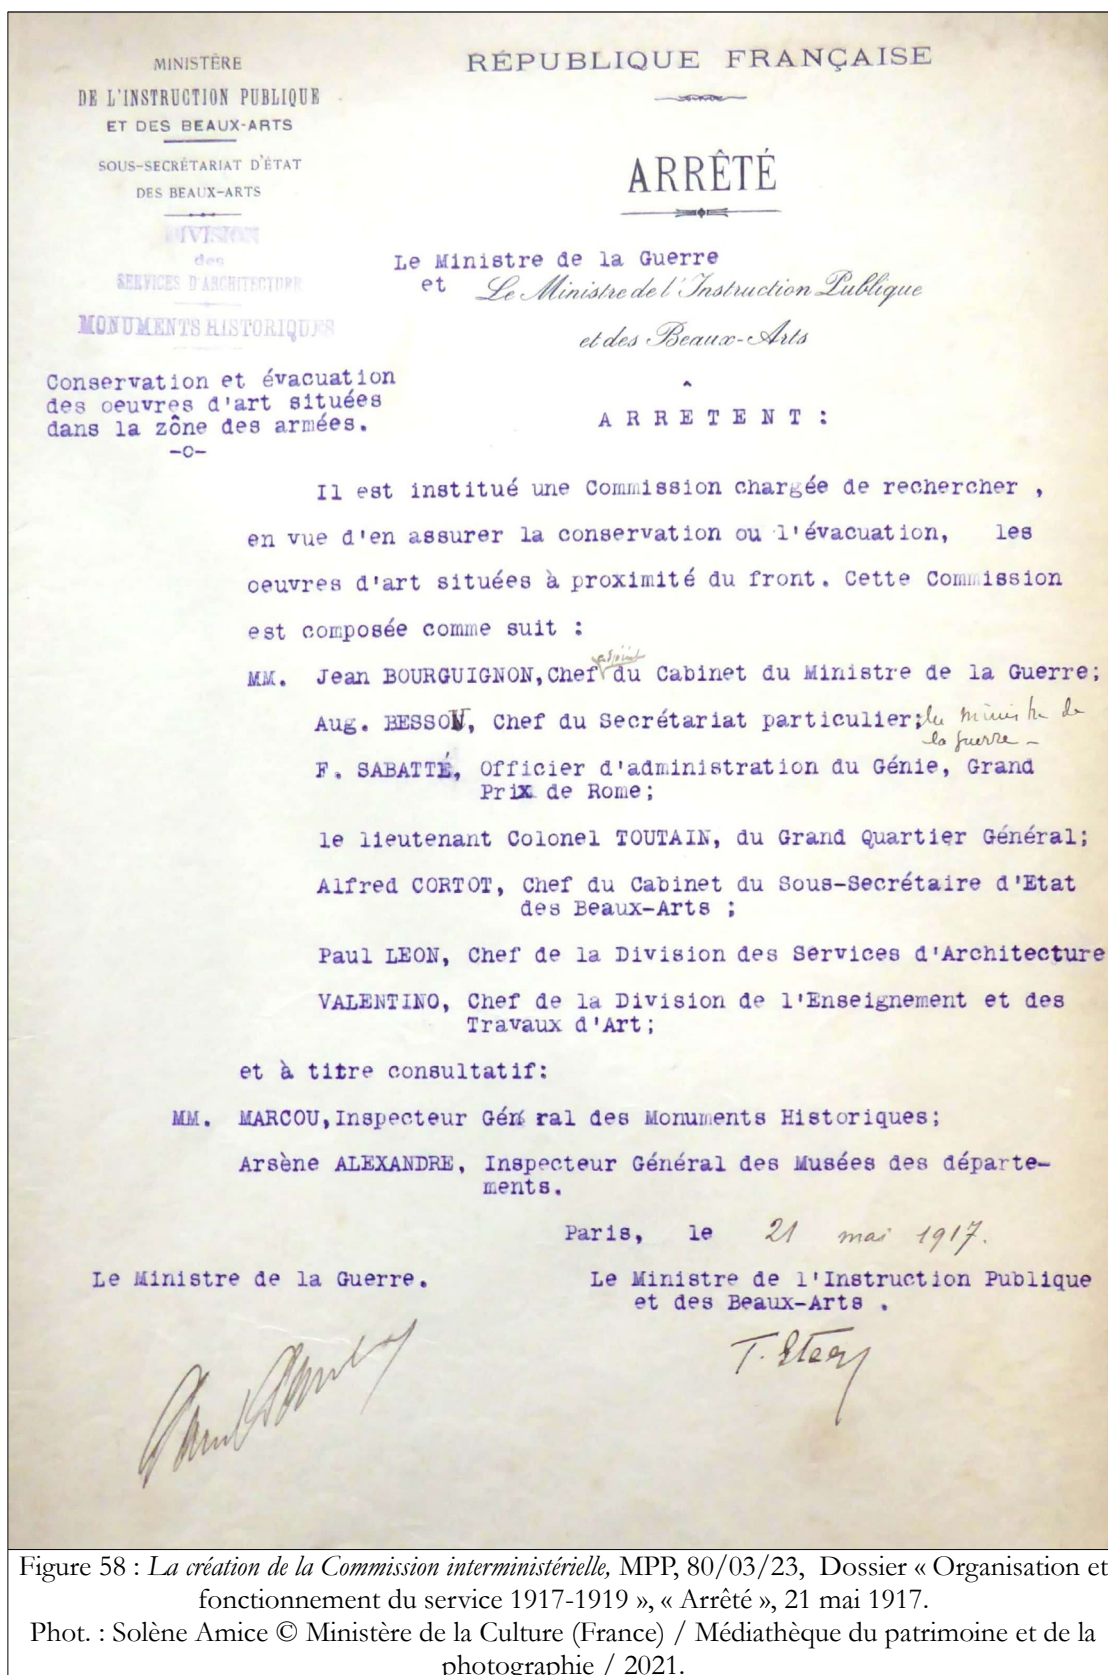 MINISTÈRE
DE L'INSTRUCTION PUBLIQUE
ET DES BEAUX-ARTS
SOUS-SECRÉTARIAT D'ÉTAT
DES BEAUX-ARTS
DIVISION
des
SERVICES D'ARCHITECTURE
MONUMENTS HISTORIQUES
Conservation et évacuation
des oeuvres d'art situées
dans la zône des armées.
-o-
RÉPUBLIQUE FRANÇAISE
ARRÊTÉ
Le Ministre de la Guerre
et Le Ministre de l'Instruction Publique
et des Beaux-Arts
ARRÊTENT :
Il est institué une Commission chargée de rechercher ,
en vue d'en assurer la conservation ou l'évacuation, les
oeuvres d'art situées à proximité du front. Cette Commission
est composée comme suit :
adjoint
MM. Jean BOURGUIGNON, Chef du Cabinet du Ministre de la Guerre;
Aug. BESSON, Chef du Secrétariat particulier; du ministre de
la guerre -
F. SABATTÉ, Officier d'administration du Génie, Grand
Prix de Rome;
le lieutenant Colonel TOUTAIN, du Grand Quartier Général;
Alfred CORTOT, Chef du Cabinet du Sous-Secrétaire d'Etat
des Beaux-Arts ;
Paul LEON, Chef de la Division des Services d'Architecture
VALENTINO, Chef de la Division de l'Enseignement et des
Travaux d'Art;
et à titre consultatif:
MM. MARCOU, Inspecteur Géné ral des Monuments Historiques;
Arsène ALEXANDRE, Inspecteur Général des Musées des départe-
ments.
Paris, le 21 mai 1917.
Le Ministre de la Guerre.
Le Ministre de l'Instruction Publique
et des Beaux-Arts .
T. Steeg
Figure 58 : La création de la Commission interministérielle, MPP, 80/03/23, Dossier « Organisation et
fonctionnement du service 1917-1919 », « Arrêté », 21 mai 1917.
Phot. : Solène Amice © Ministère de la Culture (France) / Médiathèque du patrimoine et de la
photographie / 2021.